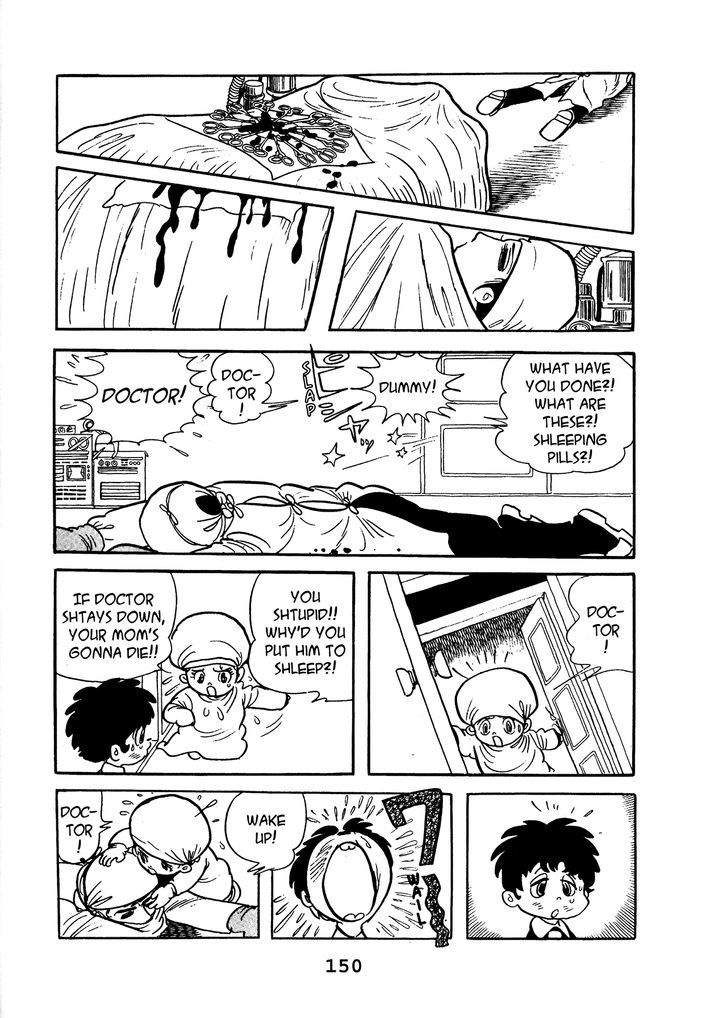 WHAT HAVE
YOU DONE?!
WHAT ARE
THESE?!
SHLEEPING
PILLS?!
DUMMY!
SLAP
DOC-
TOR
!
DOCTOR!
DOC-
TOR
!
YOU
SHTUPID!!
WHY'D YOU
PUT HIM TO
SHLEEP?!
IF DOCTOR
SHTAYS DOWN,
YOUR MOM'S
GONNA DIE!!
WAIL
WAKE
UP!
DOC-
TOR
!
150